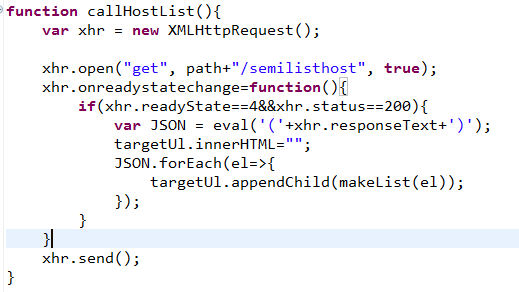 function callHostList(){
    var xhr = new XMLHttpRequest();

    xhr.open("get", path+"/semilisthost", true);
    xhr.onreadystatechange=function(){
        if(xhr.readyState==4&&xhr.status==200){
            var JSON = eval('('+xhr.responseText+')');
            targetUl.innerHTML="";
            JSON.forEach(el=>{
                targetUl.appendChild(makeList(el));
            });
        }
    }
    xhr.send();
}